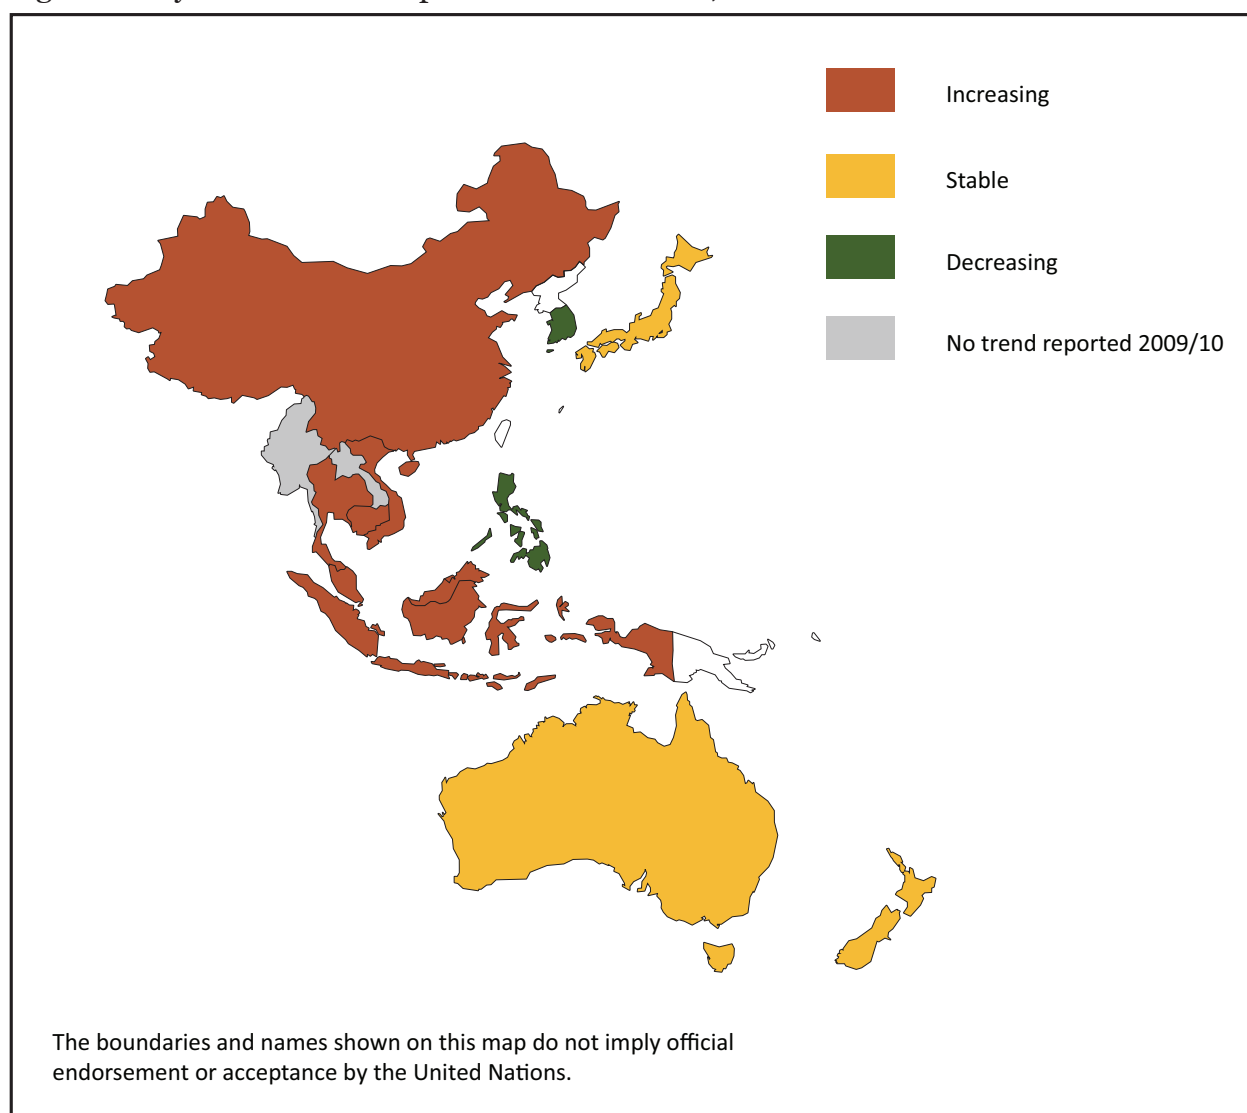 Increasing
Stable
Decreasing
No trend reported 2009/10
The boundaries and names shown on this map do not imply official
endorsement or acceptance by the United Nations.